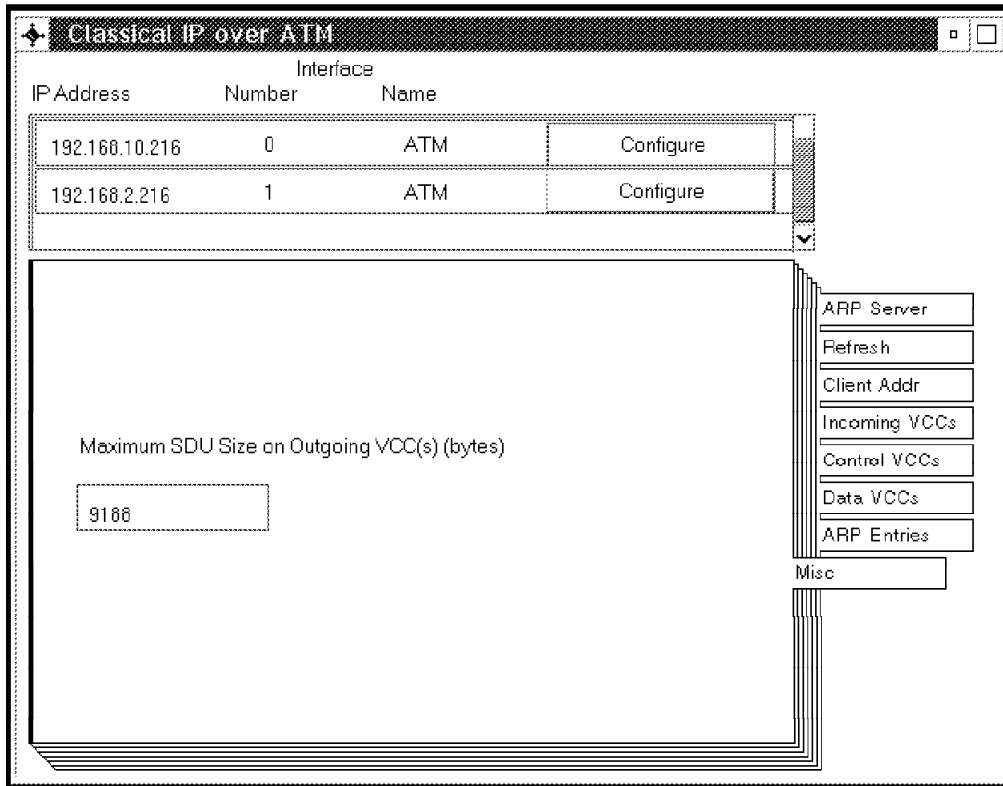 Classical IP over ATM
Interface
IP Address Number Name
192.168.10.216 0 ATM Configure
192.168.2.216 1 ATM Configure
ARP Server
Refresh
Client Addr
Incoming VCCs
Control VCCs
Data VCCs
ARP Entries
Misc
Maximum SDU Size on Outgoing VCC(s) (bytes)
9188